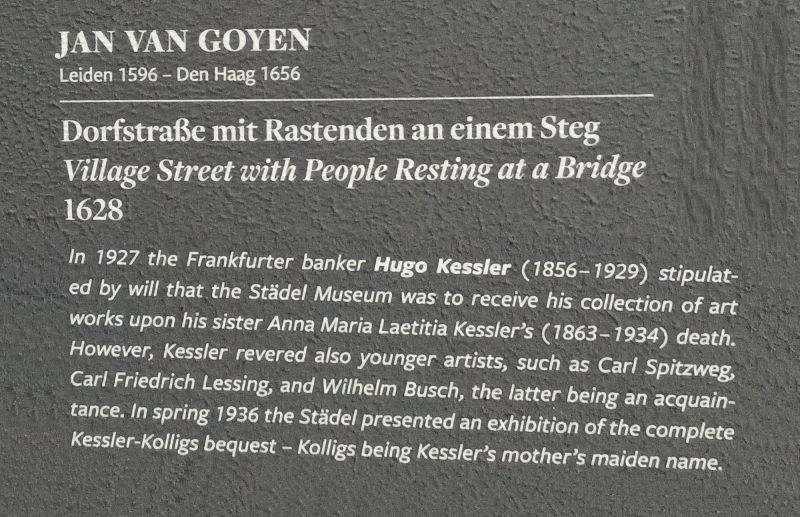 JAN VAN GOYEN
Leiden 1596 – Den Haag 1656
Dorfstraße mit Rastenden an einem Steg
Village Street with People Resting at a Bridge
1628
In 1927 the Frankfurter banker Hugo Kessler (1856–1929) stipulat-
ed by will that the Städel Museum was to receive his collection of art
works upon his sister Anna Maria Laetitia Kessler's (1863–1934) death.
However, Kessler revered also younger artists, such as Carl Spitzweg,
Carl Friedrich Lessing, and Wilhelm Busch, the latter being an acquain-
tance. In spring 1936 the Städel presented an exhibition of the complete
Kessler-Kolligs bequest – Kolligs being Kessler's mother's maiden name.